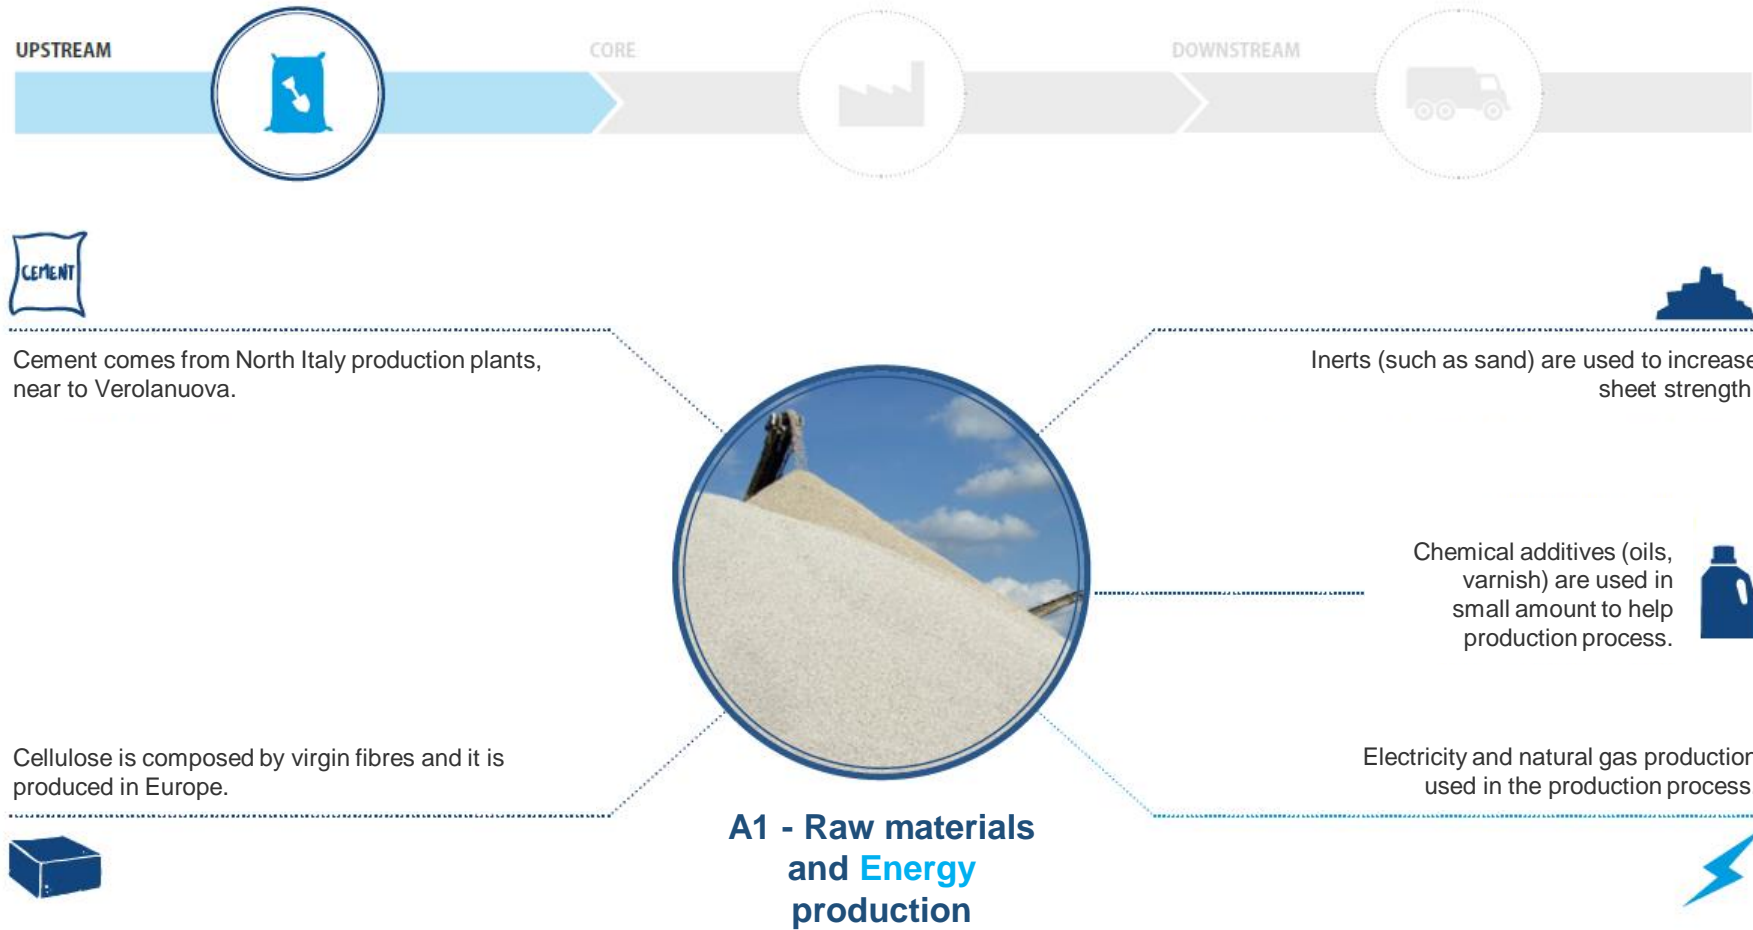 UPSTREAM
CORE
DOWNSTREAM
CEMENT
Cement comes from North Italy production plants,
near to Verolanuova.
Inerts (such as sand) are used to increase
sheet strength
Chemical additives (oils,
varnish) are used in
small amount to help
production process.
Cellulose is composed by virgin fibres and it is
produced in Europe.
Electricity and natural gas production
used in the production process
A1 - Raw materials
and Energy
production